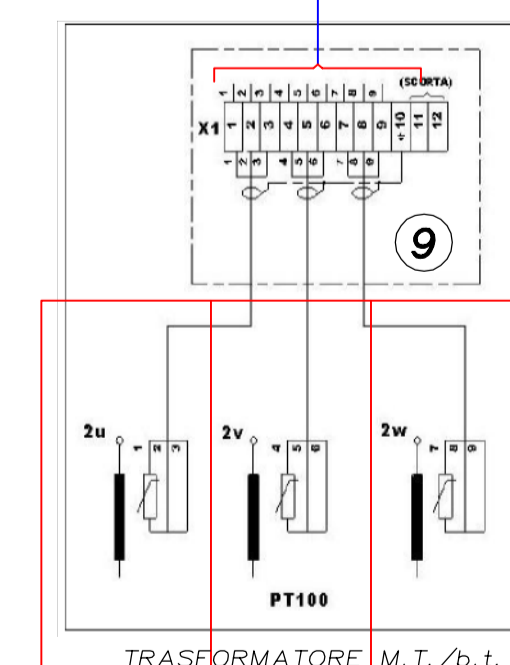 (SCORTA)
1 2 3 4 5 6 7 8 9
X1 1 2 3 4 5 6 7 8 9 10 11 12
1 2 3 4 5 6 7 8 9
9
2u 1 2 3
2v 4 5 6
2w 7 8 9
PT100
TRASFORMATORE M.T./b.t.